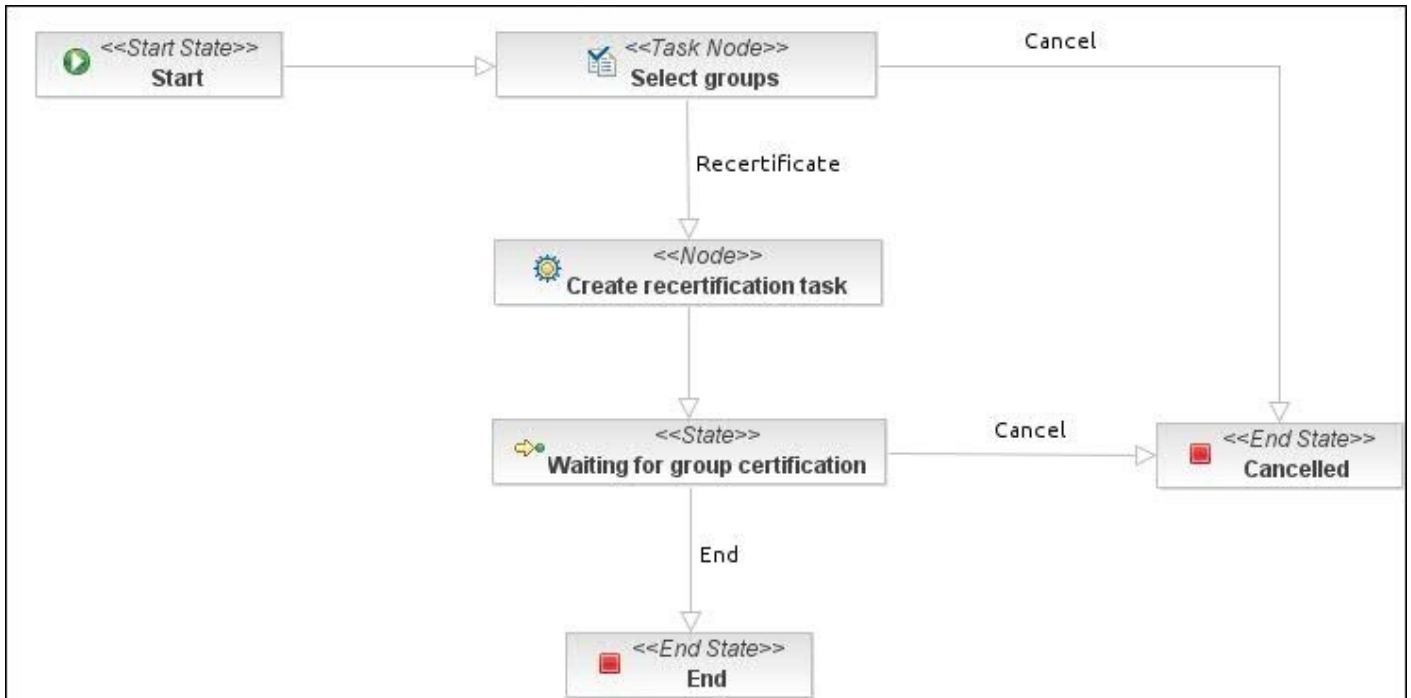 <<Start State>>
Start
<<Task Node>>
Select groups
Cancel
Recertificate
<<Node>>
Create recertification task
<<State>>
Waiting for group certification
Cancel
<<End State>>
Cancelled
End
<<End State>>
End